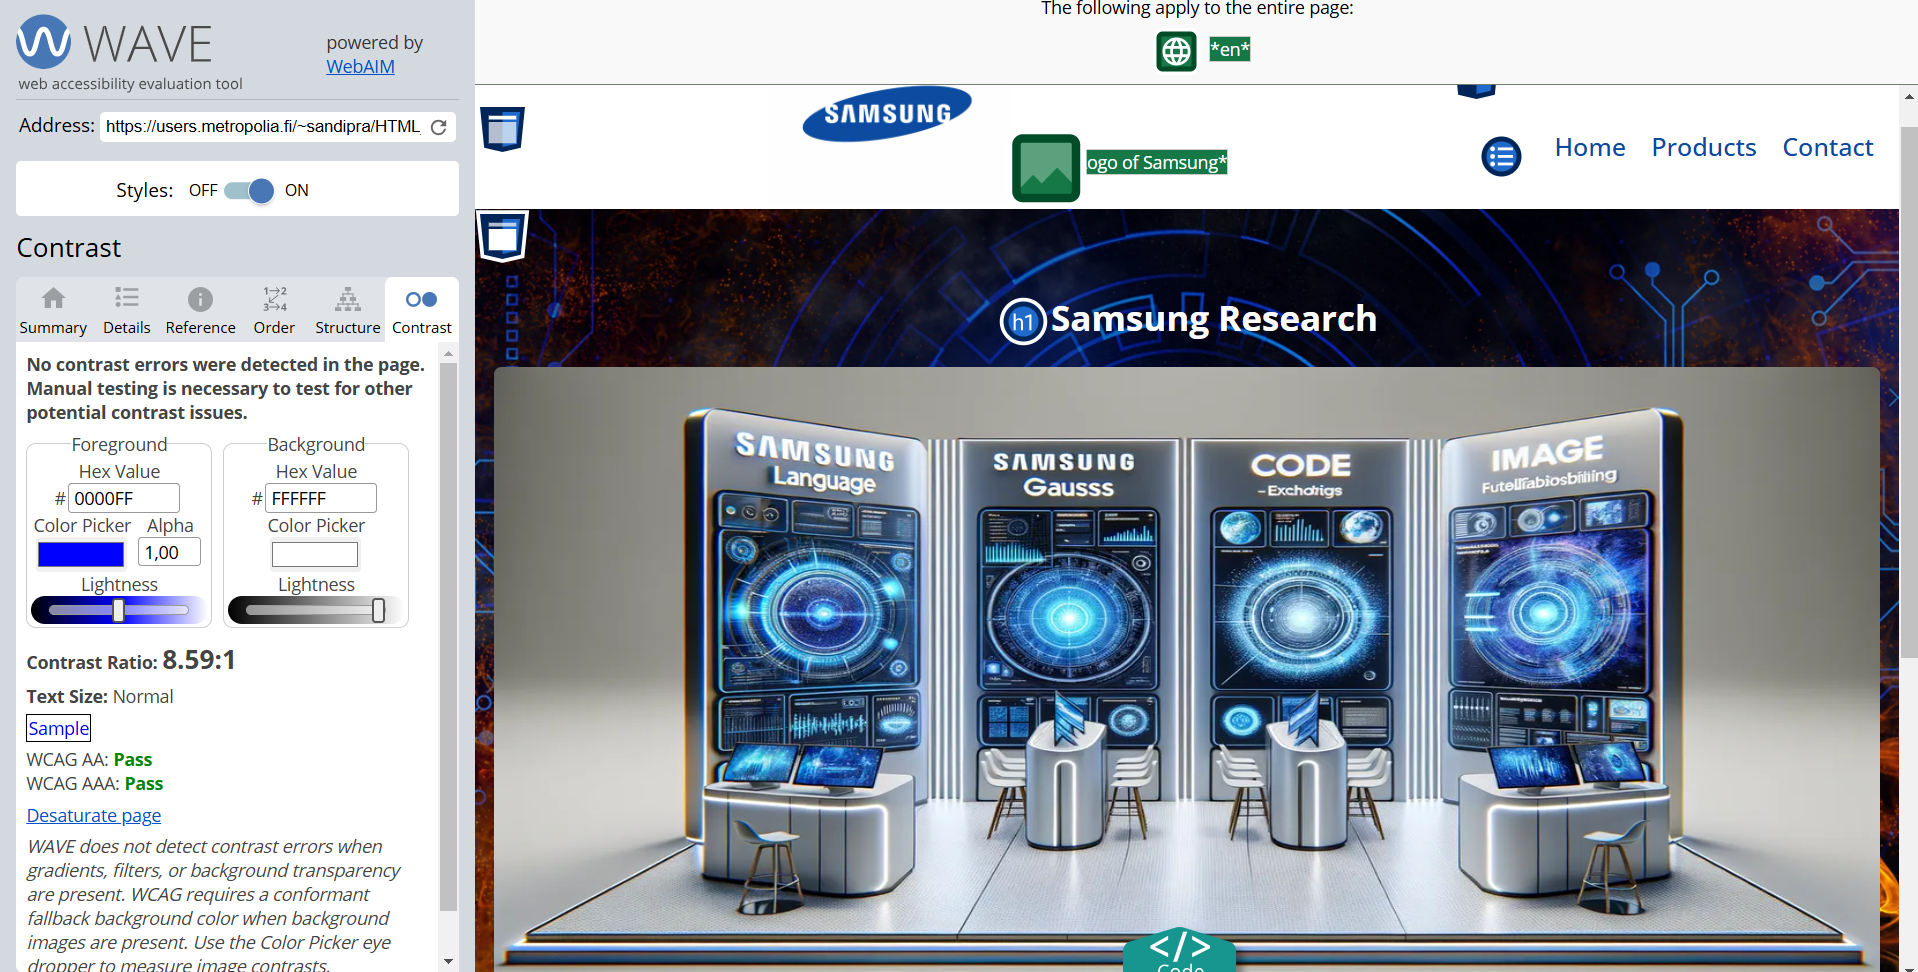 WAVE
powered by
WebAIM
web accessibility evaluation tool
Address: https://users.metropolia.fi/~sandipra/HTML
Styles: OFF ON
Contrast
Summary Details Reference Order Structure Contrast
No contrast errors were detected in the page.
Manual testing is necessary to test for other
potential contrast issues.
Foreground Background
Hex Value Hex Value
# 0000FF # FFFFFF
Color Picker Alpha Color Picker
1,00
Lightness Lightness
Contrast Ratio: 8.59:1
Text Size: Normal
Sample
WCAG AA: Pass
WCAG AAA: Pass
Desaturate page
WAVE does not detect contrast errors when
gradients, filters, or background transparency
are present. WCAG requires a conformant
fallback background color when background
images are present. Use the Color Picker eye
dropper to measure image contrasts.
The following apply to the entire page:
*en*
SAMSUNG
ogo of Samsung*
Home Products Contact
h1 Samsung Research
SAMSUNG
Language
SAMSUNG
Gausss
CODE
-Exchatrigs
IMAGE
</>
Code